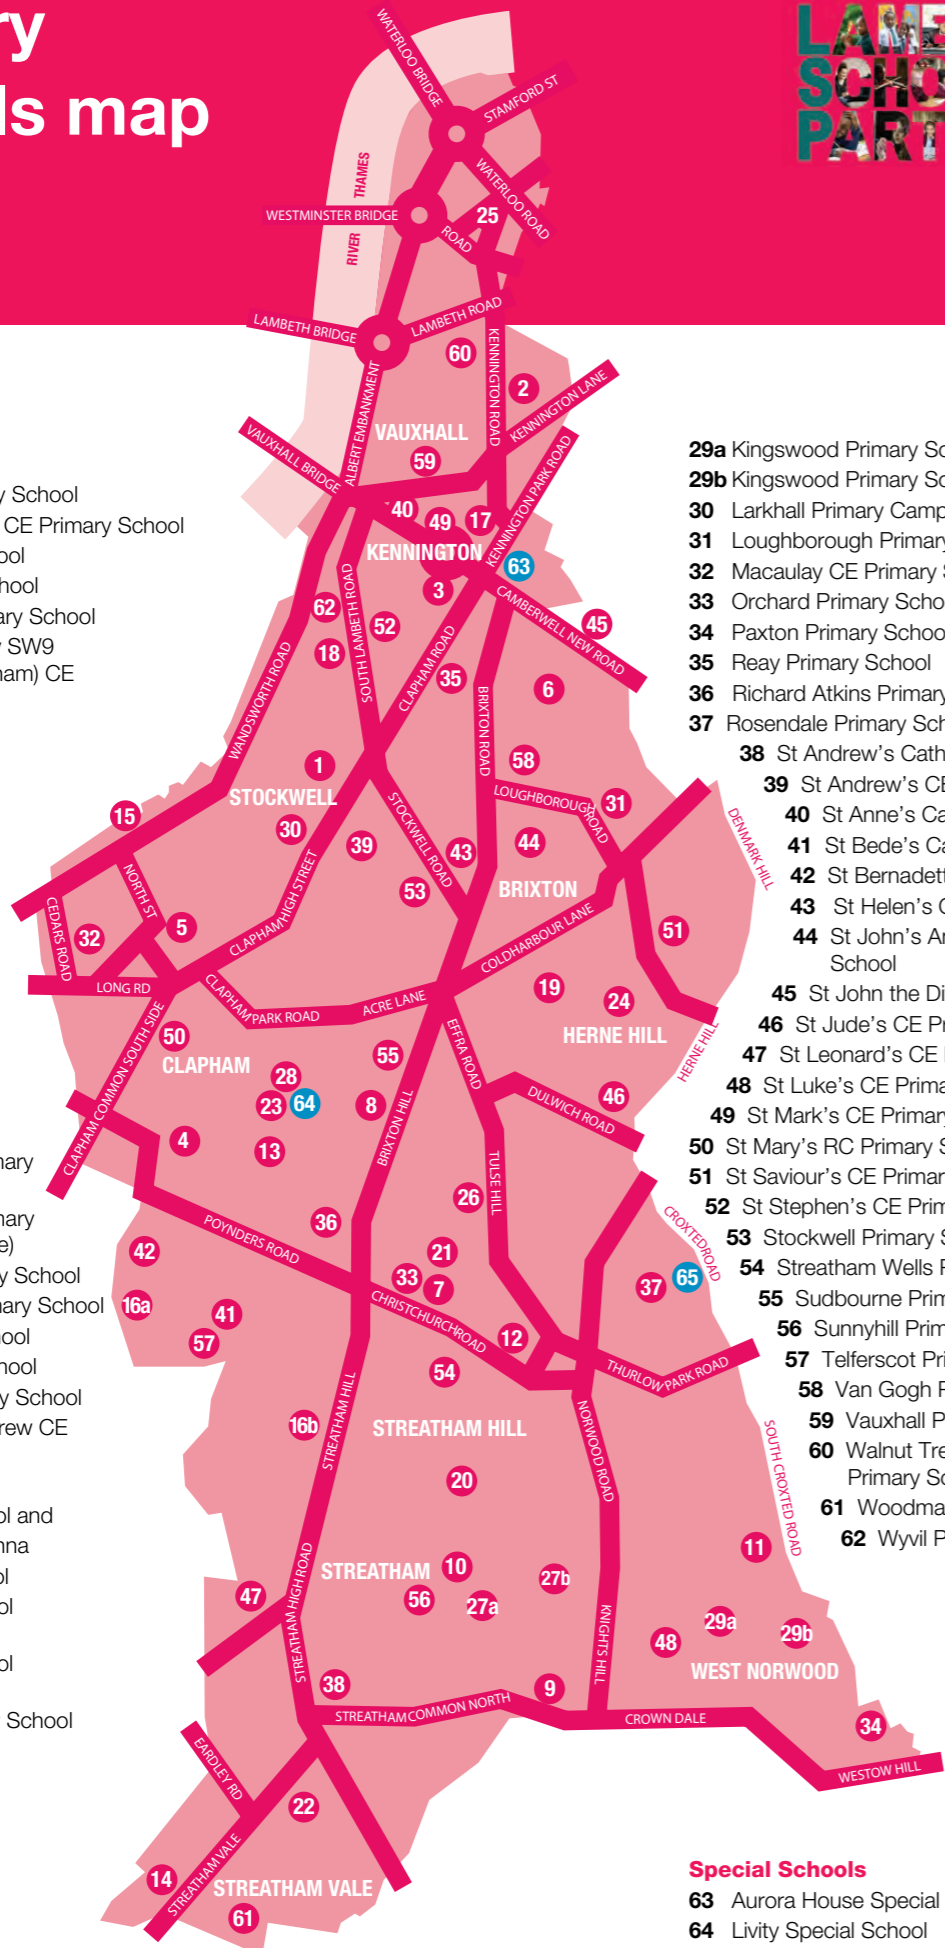 ry
ls map
LAMB
SCHO
PART
WATERLOO BRIDGE
STAMFORD ST
RIVER THAMES
WATERLOO ROAD
WESTMINSTER BRIDGE
25
ROAD
LAMBETH BRIDGE
LAMBETH ROAD
60
KENNINGTON ROAD
2
KENNINGTON LANE
ALBERT EMBANKMENT
VAUXHALL
VAUXHALL BRIDGE
59
KENNINGTON PARK ROAD
40
49
17
KENNINGTON
63
3
CAMBERWELL NEW ROAD
45
62
52
18
SOUTH LAMBETH ROAD
CLAPHAM ROAD
35
6
WANDSWORTH ROAD
BRIXTON ROAD
1
58
STOCKWELL
LOUGHBOROUGH ROAD
31
15
30
39
STOCKWELL ROAD
43
44
DENMARK HILL
53
BRIXTON
NORTH ST
CEDARS ROAD
32
5
CLAPHAM HIGH STREET
COLDHARBOUR LANE
51
LONG RD
CLAPHAM PARK ROAD
ACRE LANE
19
24
HERNE HILL
HERNE HILL
50
CLAPHAM
CLAPHAM COMMON SOUTH SIDE
55
EFFRA ROAD
28
23
64
8
46
DULWICH ROAD
BRIXTON HILL
4
13
TULSE HILL
26
36
POYNDERS ROAD
CROXTED ROAD
42
21
33
7
37
65
16a
41
57
CHRISTCHURCH ROAD
12
54
THURLOW PARK ROAD
16b
STREATHAM HILL
STREATHAM HILL
NORWOOD ROAD
SOUTH CROXTED ROAD
20
11
STREATHAM
10
27b
47
56
27a
STREATHAM HIGH ROAD
KNIGHTS HILL
29a
29b
48
WEST NORWOOD
38
9
STREATHAM COMMON NORTH
CROWN DALE
34
WESTOW HILL
EARDLEY RD
22
STREATHAM VALE
14
STREATHAM VALE
61
y School
CE Primary School
ool
chool
ary School
y SW9
ham) CE
mary
mary
e)
y School
mary School
hool
chool
y School
rew CE
ol and
nna
ol
ol
ol
y School
29a Kingswood Primary Sc
29b Kingswood Primary Sc
30 Larkhall Primary Camp
31 Loughborough Primary
32 Macaulay CE Primary S
33 Orchard Primary Schoo
34 Paxton Primary School
35 Reay Primary School
36 Richard Atkins Primary
37 Rosendale Primary Sch
38 St Andrew's Cath
39 St Andrew's CE
40 St Anne's Ca
41 St Bede's Ca
42 St Bernadett
43 St Helen's C
44 St John's An
School
45 St John the Di
46 St Jude's CE Pr
47 St Leonard's CE
48 St Luke's CE Prima
49 St Mark's CE Primary
50 St Mary's RC Primary S
51 St Saviour's CE Primar
52 St Stephen's CE Prim
53 Stockwell Primary S
54 Streatham Wells P
55 Sudbourne Prim
56 Sunnyhill Prim
57 Telferscot Pri
58 Van Gogh P
59 Vauxhall P
60 Walnut Tre
Primary Sc
61 Woodma
62 Wyvil P
Special Schools
63 Aurora House Special
64 Livity Special School